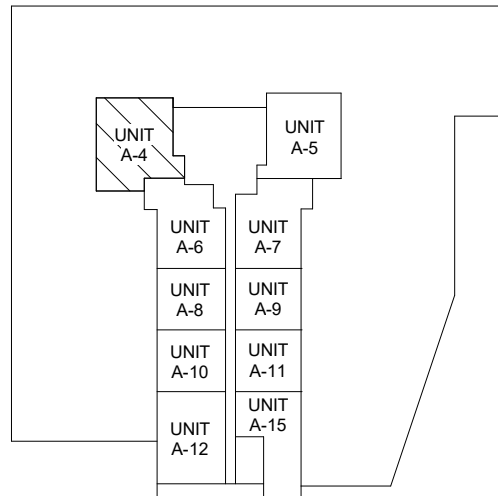 UNIT
A-4
UNIT
A-5
UNIT
A-6
UNIT
A-7
UNIT
A-8
UNIT
A-9
UNIT
A-10
UNIT
A-11
UNIT
A-12
UNIT
A-15